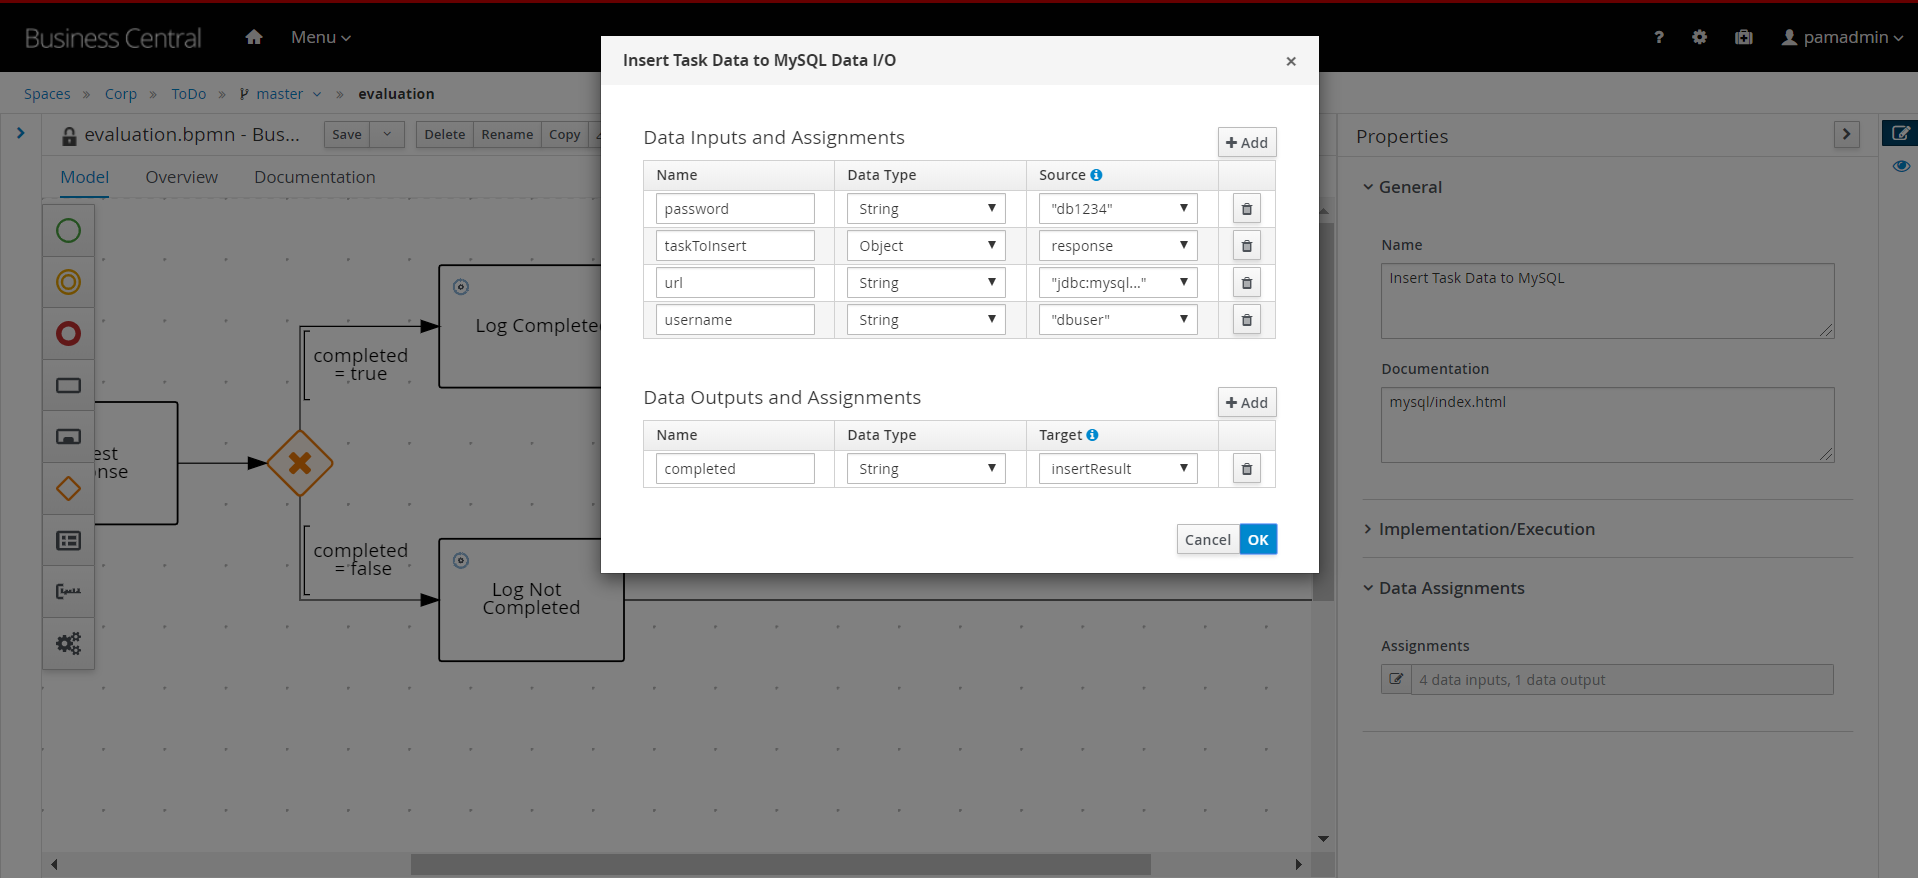 Business Central
Menu
pamadmin
Spaces » Corp » ToDo » master » evaluation
evaluation.bpmn - Bus...
Save
Delete
Rename
Copy
Model
Overview
Documentation
est
nse
completed
= true
completed
= false
Log Complete
Log Not
Completed
Insert Task Data to MySQL Data I/O
×
Data Inputs and Assignments
Add
Name Data Type Source
password String "db1234"
taskToInsert Object response
url String "jdbc:mysql..."
username String "dbuser"
Data Outputs and Assignments
Add
Name Data Type Target
completed String insertResult
Cancel OK
Properties
General
Name
Insert Task Data to MySQL
Documentation
mysql/index.html
Implementation/Execution
Data Assignments
Assignments
4 data inputs, 1 data output